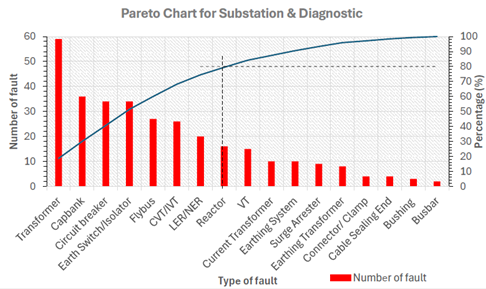 Pareto Chart for Substation & Diagnostic
60
50
40
30
20
10
0
Number of fault
100
90
80
70
60
50
40
30
20
10
0
Percentage (%)
Transformer
Capbank
Circuit breaker
Earth Switch/Isolator
Flybus
CVT/IVT
LER/NER
Reactor
VT
Current Transformer
Earthing System
Surge Arrester
Earthing Transformer
Connector/ Clamp
Cable Sealing End
Bushing
Busbar
Type of fault
Number of fault